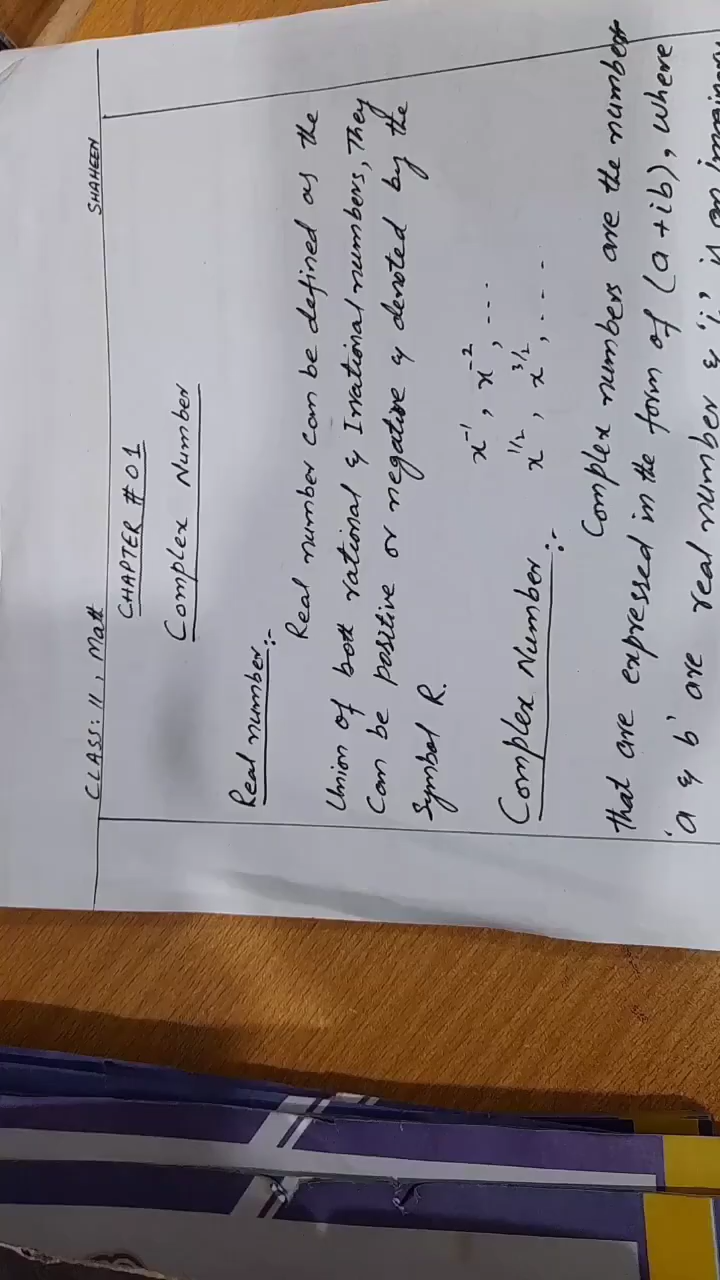 CLASS: 11, Math SHAHEEN
CHAPTER # 01
Complex Number
Real number:-
Real number can be defined as the
Union of both rational & Irrational numbers, They
Can be positive or negative & denoted by the
Symbol R.
x⁻¹, x⁻², ...
x^1/2, x^3/2, ....
Complex Number:-
Complex numbers are the numbers
that are expressed in the form of (a + ib), where
'a & b' are real number & 'i' is an